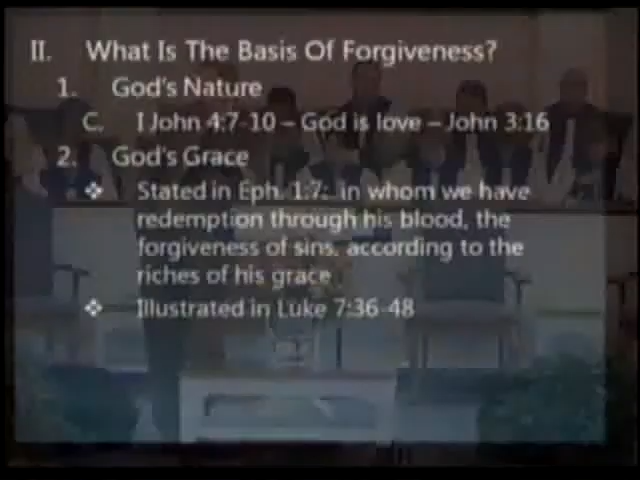 II. What Is The Basis Of Forgiveness?
1. God's Nature
C. I John 4:7-10 – God is love – John 3:16
2. God's Grace
❖ Stated in Eph. 1:7: in whom we have
redemption through his blood, the
forgiveness of sins, according to the
riches of his grace
❖ Illustrated in Luke 7:36-48